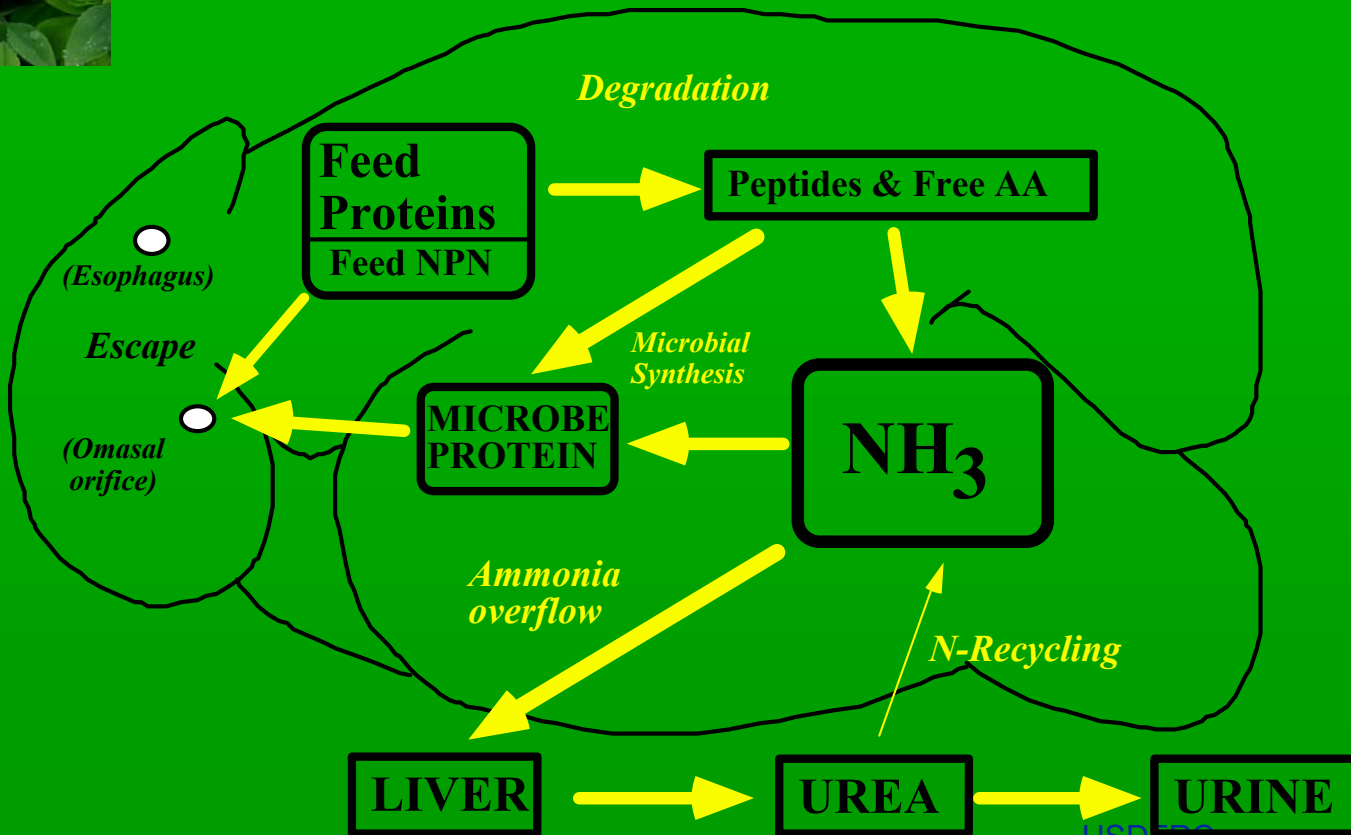 Degradation
Feed
Proteins
Feed NPN
Peptides & Free AA
(Esophagus)
Escape
Microbial
Synthesis
MICROBE
PROTEIN
NH3
(Omasal
orifice)
Ammonia
overflow
N-Recycling
LIVER
UREA
URINE